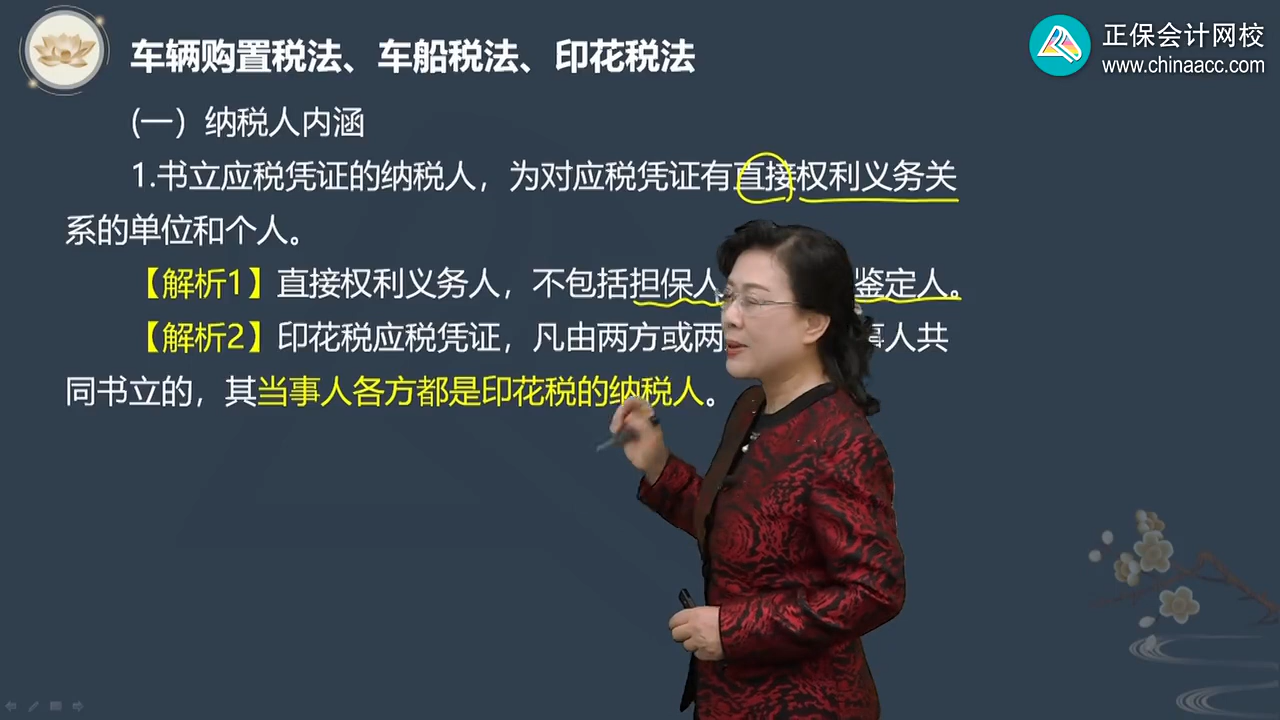 车辆购置税法、车船税法、印花税法
正保会计网校
www.chinaacc.com
(一）纳税人内涵
1.书立应税凭证的纳税人，为对应税凭证有直接权利义务关
系的单位和个人。
【解析1】直接权利义务人，不包括担保人 鉴定人。
【解析2】印花税应税凭证，凡由两方或两 事人共
同书立的，其当事人各方都是印花税的纳税人。